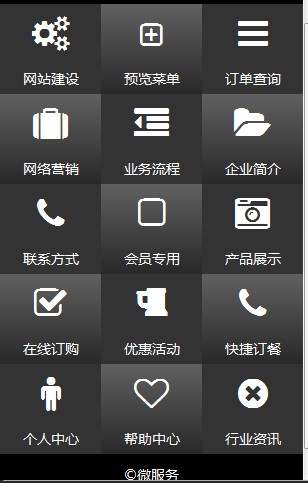 网站建设 预览菜单 订单查询
网络营销 业务流程 企业简介
联系方式 会员专用 产品展示
在线订购 优惠活动 快捷订餐
个人中心 帮助中心 行业资讯
©微服务